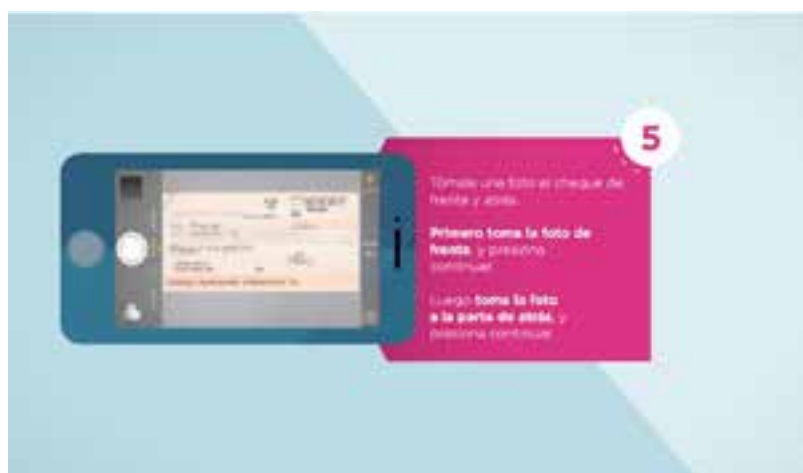 5
Tómale una foto al cheque de
frente y atrás.
Primero toma la foto de
frente, y presiona
continuar.
Luego toma la foto
a la parte de atrás, y
presiona continuar.